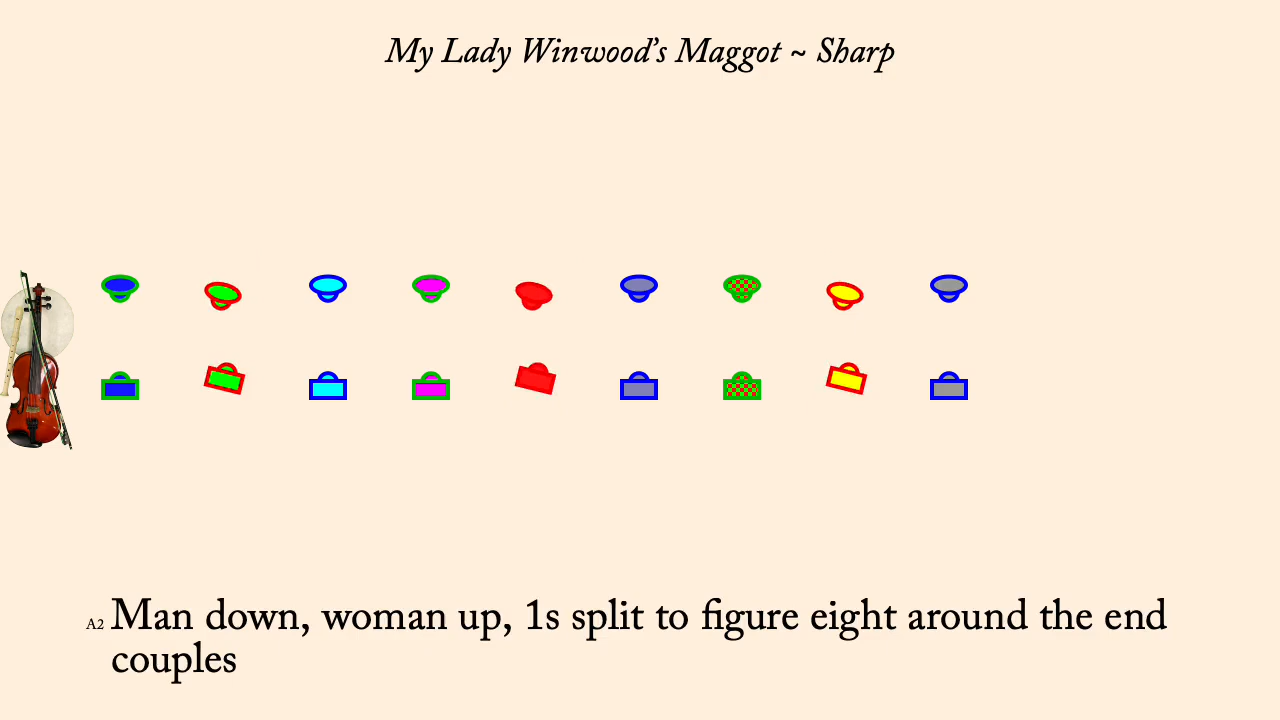 My Lady Winwood’s Maggot ~ Sharp
A2 Man down, woman up, 1s split to figure eight around the end
couples